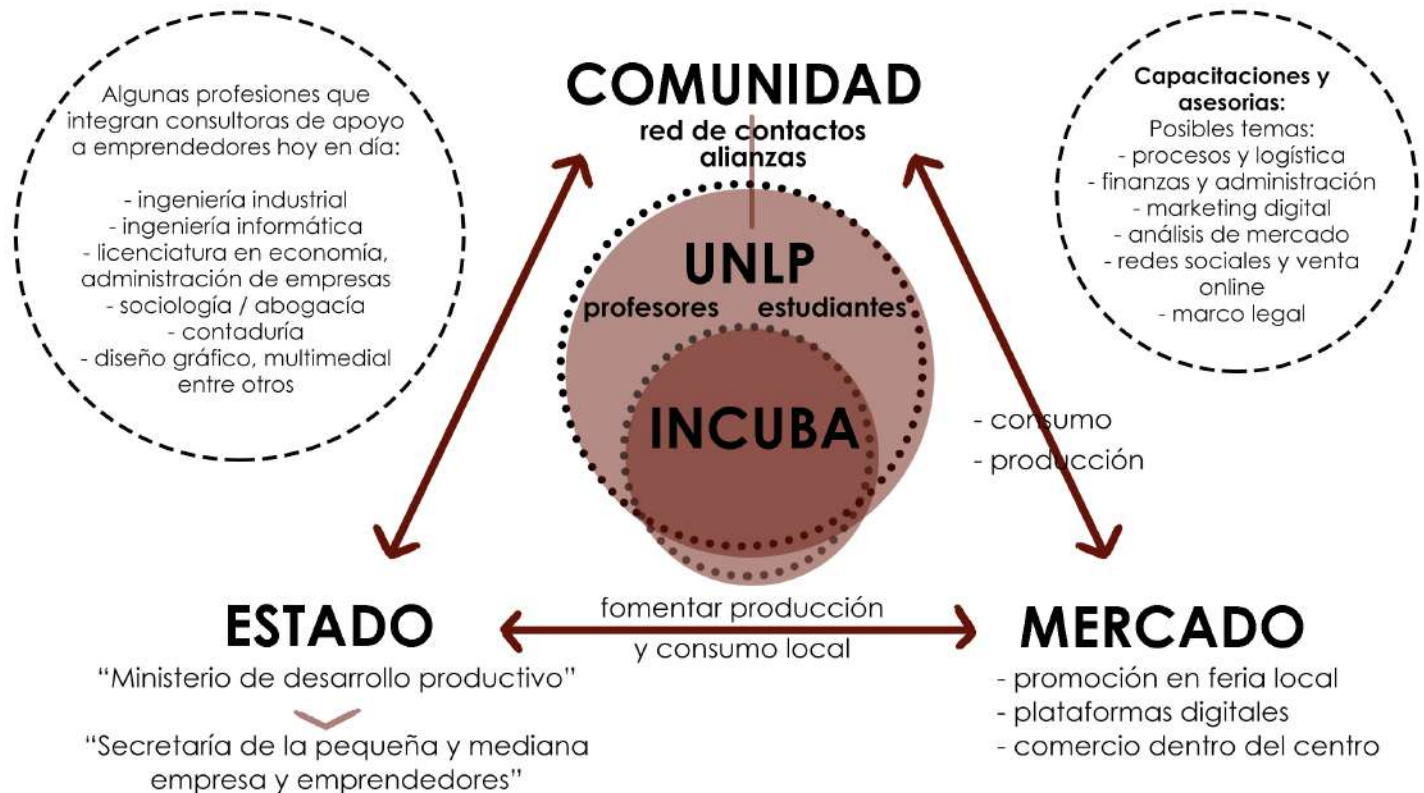 Algunas profesiones que
integran consultoras de apoyo
a emprendedores hoy en día:
- ingeniería industrial
- ingeniería informática
- licenciatura en economía,
administración de empresas
- sociología / abogacía
- contaduría
- diseño gráfico, multimedial
entre otros
COMUNIDAD
red de contactos
alianzas
Capacitaciones y
asesorias:
Posibles temas:
- procesos y logística
- finanzas y administración
- marketing digital
- análisis de mercado
- redes sociales y venta
online
- marco legal
UNLP
profesores estudiantes
INCUBA
- consumo
- producción
ESTADO
"Ministerio de desarrollo productivo"
"Secretaría de la pequeña y mediana
empresa y emprendedores"
fomentar producción
y consumo local
MERCADO
- promoción en feria local
- plataformas digitales
- comercio dentro del centro